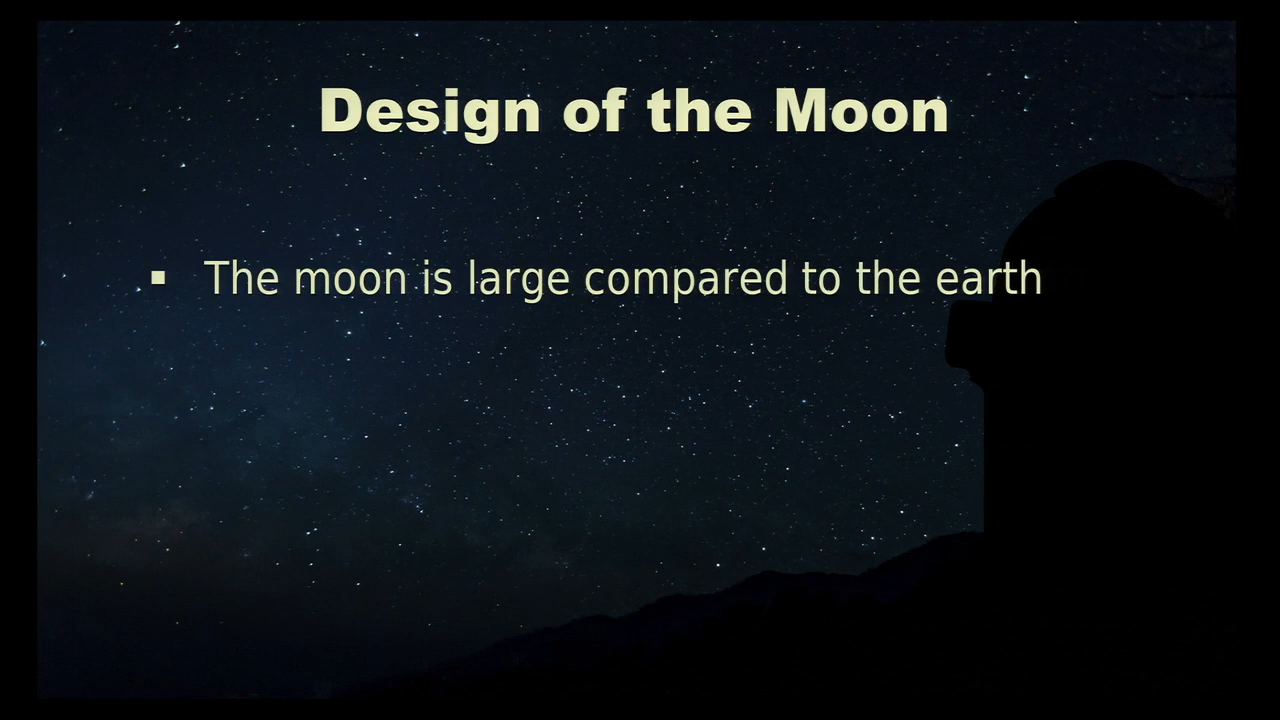 Design of the Moon
▪ The moon is large compared to the earth